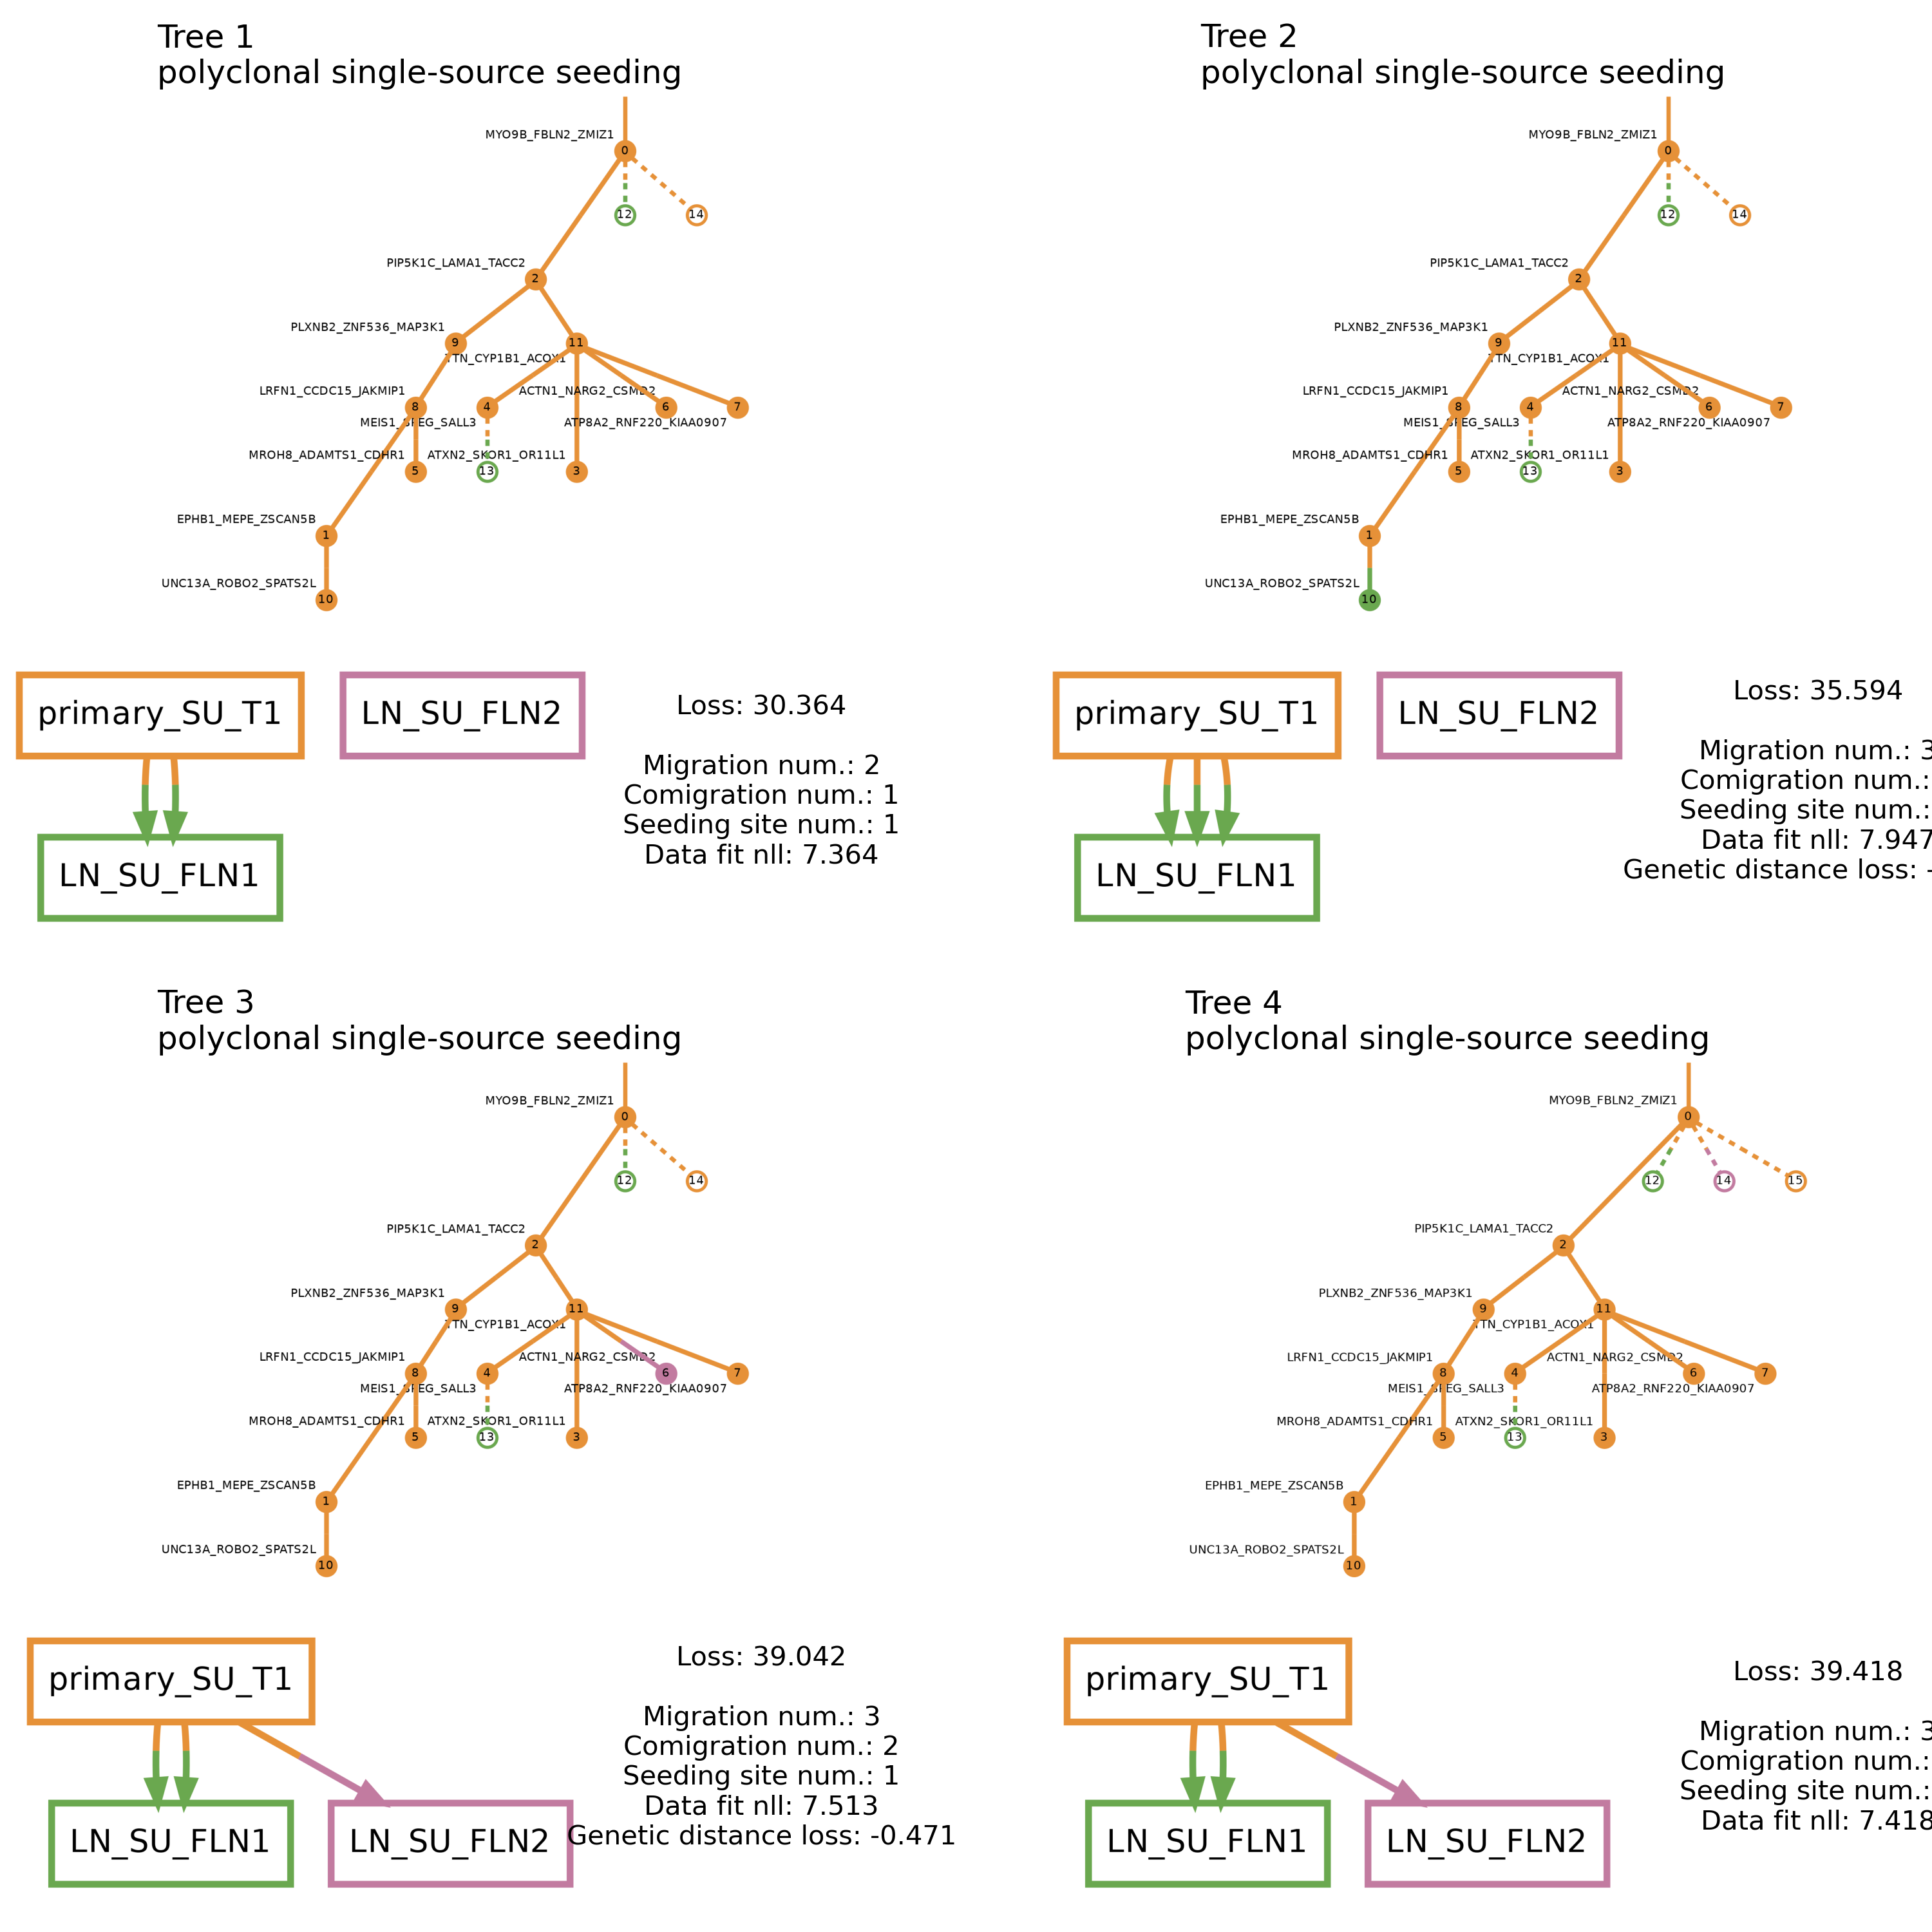 Tree 1
polyclonal single-source seeding
MYO9B_FBLN2_ZMIZ1
0
12
14
PIP5K1C_LAMA1_TACC2
2
PLXNB2_ZNF536_MAP3K1
9
11
TTN_CYP1B1_ACOX1
LRFN1_CCDC15_JAKMIP1
ACTN1_NARG2_CSMD2
8
4
6
7
MEIS1_SPEG_SALL3
ATP8A2_RNF220_KIAA0907
MROH8_ADAMTS1_CDHR1
ATXN2_SKOR1_OR11L1
5
13
3
EPHB1_MEPE_ZSCAN5B
1
UNC13A_ROBO2_SPATS2L
10
primary_SU_T1
LN_SU_FLN2
LN_SU_FLN1
Loss: 30.364
Migration num.: 2
Comigration num.: 1
Seeding site num.: 1
Data fit nll: 7.364
Tree 2
polyclonal single-source seeding
MYO9B_FBLN2_ZMIZ1
0
12
14
PIP5K1C_LAMA1_TACC2
2
PLXNB2_ZNF536_MAP3K1
9
11
TTN_CYP1B1_ACOX1
LRFN1_CCDC15_JAKMIP1
ACTN1_NARG2_CSMD2
8
4
6
7
MEIS1_SPEG_SALL3
ATP8A2_RNF220_KIAA0907
MROH8_ADAMTS1_CDHR1
ATXN2_SKOR1_OR11L1
5
13
3
EPHB1_MEPE_ZSCAN5B
1
UNC13A_ROBO2_SPATS2L
10
primary_SU_T1
LN_SU_FLN2
LN_SU_FLN1
Loss: 35.594
Migration num.: 3
Comigration num.:
Seeding site num.:
Data fit nll: 7.947
Genetic distance loss: -
Tree 3
polyclonal single-source seeding
MYO9B_FBLN2_ZMIZ1
0
12
14
PIP5K1C_LAMA1_TACC2
2
PLXNB2_ZNF536_MAP3K1
9
11
TTN_CYP1B1_ACOX1
LRFN1_CCDC15_JAKMIP1
ACTN1_NARG2_CSMD2
8
4
6
7
MEIS1_SPEG_SALL3
ATP8A2_RNF220_KIAA0907
MROH8_ADAMTS1_CDHR1
ATXN2_SKOR1_OR11L1
5
13
3
EPHB1_MEPE_ZSCAN5B
1
UNC13A_ROBO2_SPATS2L
10
primary_SU_T1
LN_SU_FLN1
LN_SU_FLN2
Loss: 39.042
Migration num.: 3
Comigration num.: 2
Seeding site num.: 1
Data fit nll: 7.513
Genetic distance loss: -0.471
Tree 4
polyclonal single-source seeding
MYO9B_FBLN2_ZMIZ1
0
12
14
15
PIP5K1C_LAMA1_TACC2
2
PLXNB2_ZNF536_MAP3K1
9
11
TTN_CYP1B1_ACOX1
LRFN1_CCDC15_JAKMIP1
ACTN1_NARG2_CSMD2
8
4
6
7
MEIS1_SPEG_SALL3
ATP8A2_RNF220_KIAA0907
MROH8_ADAMTS1_CDHR1
ATXN2_SKOR1_OR11L1
5
13
3
EPHB1_MEPE_ZSCAN5B
1
UNC13A_ROBO2_SPATS2L
10
primary_SU_T1
LN_SU_FLN1
LN_SU_FLN2
Loss: 39.418
Migration num.: 3
Comigration num.:
Seeding site num.:
Data fit nll: 7.418